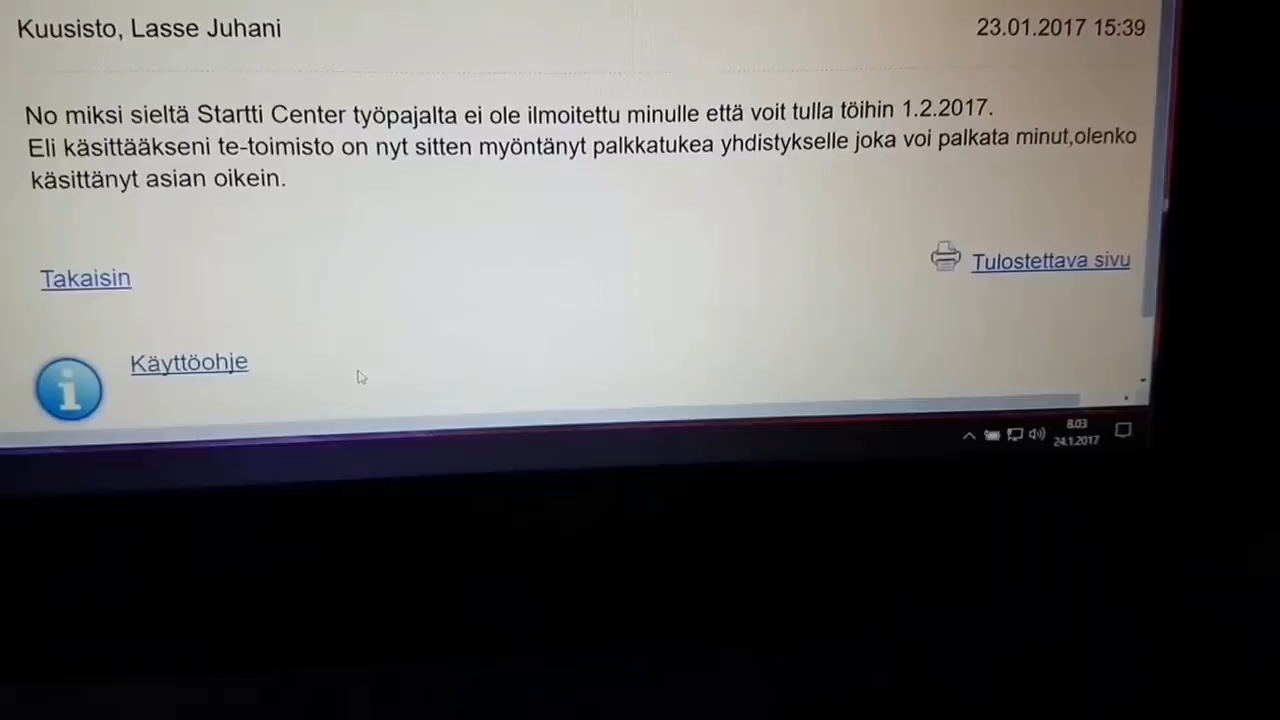 Kuusisto, Lasse Juhani
23.01.2017 15:39
No miksi sieltä Startti Center työpajalta ei ole ilmoitettu minulle että voit tulla töihin 1.2.2017.
Eli käsittääkseni te-toimisto on nyt sitten myöntänyt palkkatukea yhdistykselle joka voi palkata minut,olenko
käsittänyt asian oikein.
Takaisin
Tulostettava sivu
Käyttöohje
8.03
24.1.2017